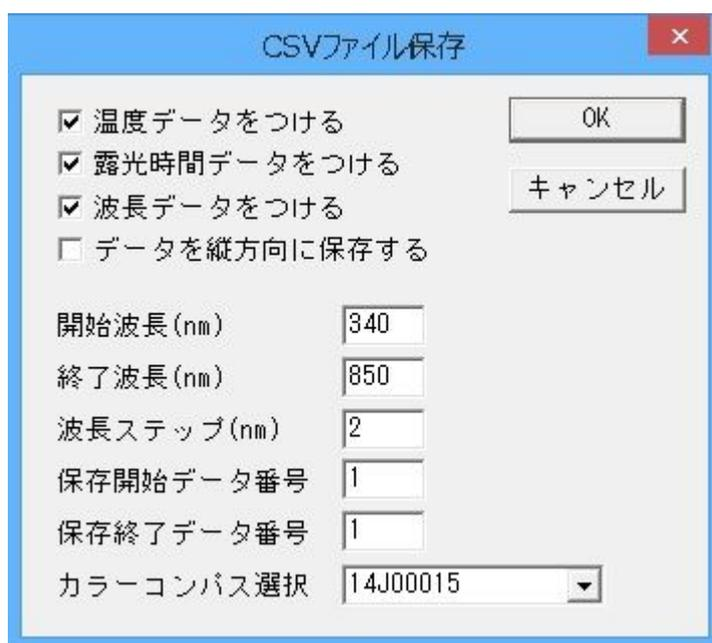 CSVファイル保存
温度データをつける
OK
露光時間データをつける
キャンセル
波長データをつける
データを縦方向に保存する
開始波長(nm) 340
終了波長(nm) 850
波長ステップ(nm) 2
保存開始データ番号 1
保存終了データ番号 1
カラーコンパス選択 14J00015